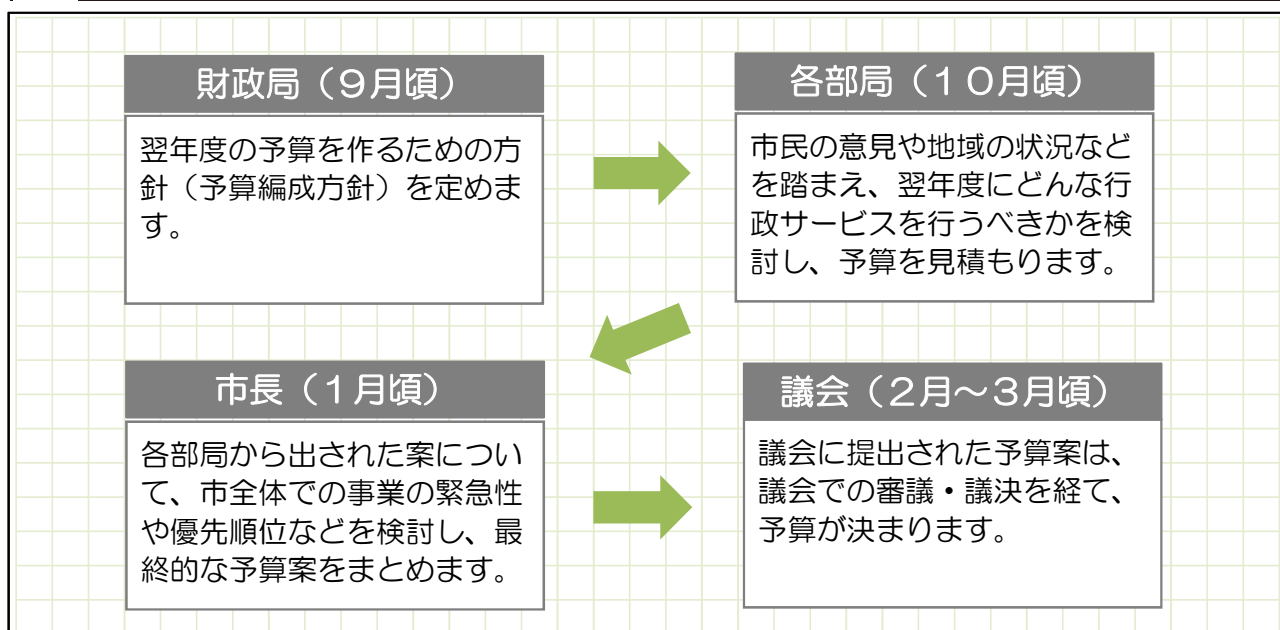 財政局（９月頃）
翌年度の予算を作るための方
針（予算編成方針）を定めま
す。
各部局（１０月頃）
市民の意見や地域の状況など
を踏まえ、翌年度にどんな行
政サービスを行うべきかを検
討し、予算を見積もります。
市長（１月頃）
各部局から出された案につい
て、市全体での事業の緊急性
や優先順位などを検討し、最
終的な予算案をまとめます。
議会（２月～３月頃）
議会に提出された予算案は、
議会での審議・議決を経て、
予算が決まります。